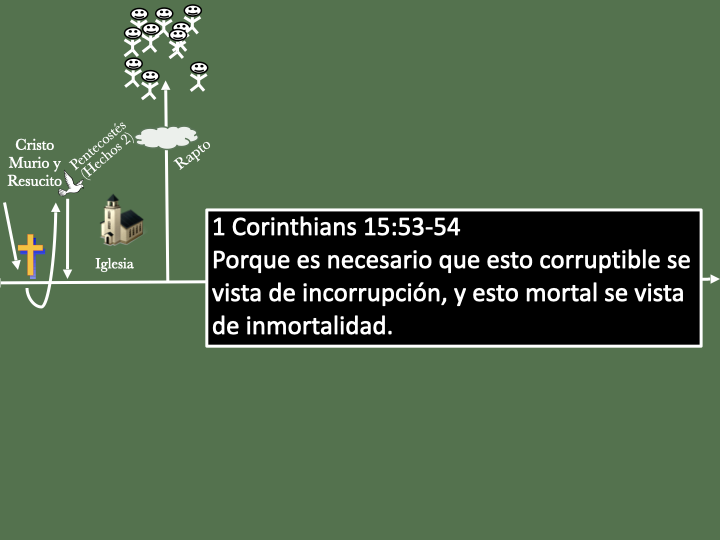 Cristo
Murio y
Resucito
Pentecostés
(Hechos 2)
Rapto
Iglesia
1 Corinthians 15:53-54
Porque es necesario que esto corruptible se
vista de incorrupción, y esto mortal se vista
de inmortalidad.